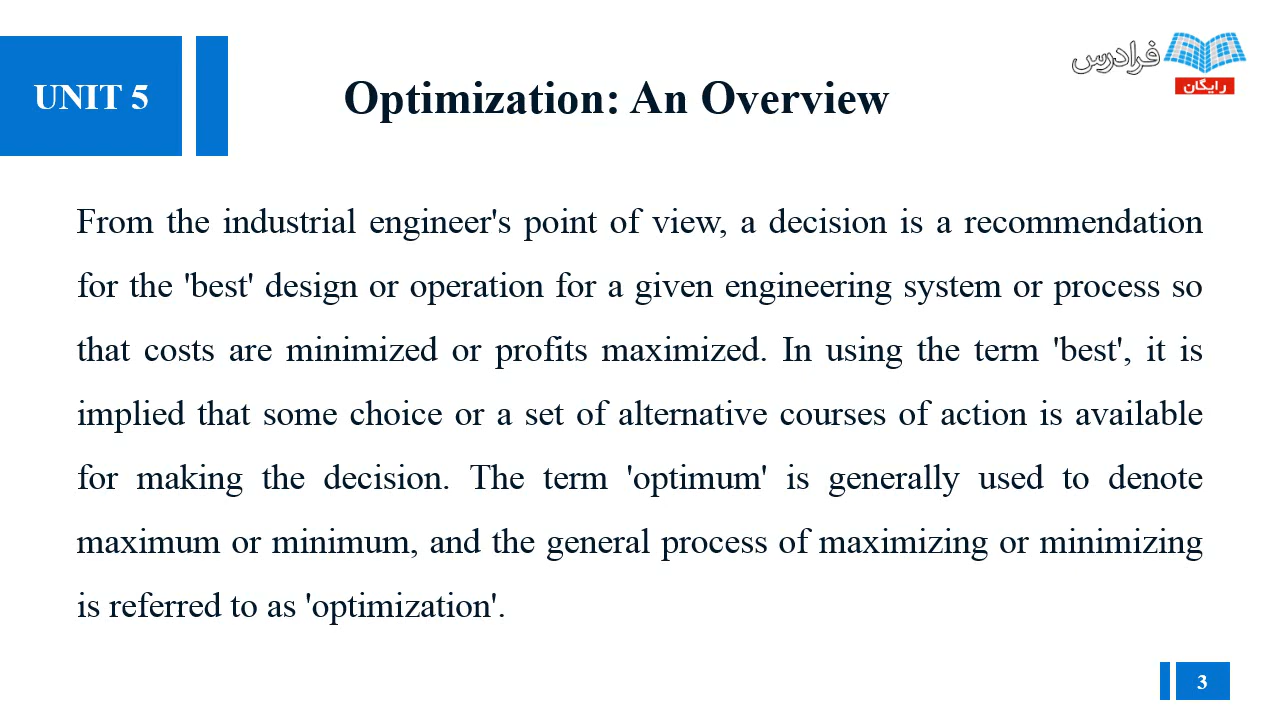 UNIT 5
Optimization: An Overview
فرادرس
رایگان
From the industrial engineer's point of view, a decision is a recommendation
for the 'best' design or operation for a given engineering system or process so
that costs are minimized or profits maximized. In using the term 'best', it is
implied that some choice or a set of alternative courses of action is available
for making the decision. The term 'optimum' is generally used to denote
maximum or minimum, and the general process of maximizing or minimizing
is referred to as 'optimization'.
3